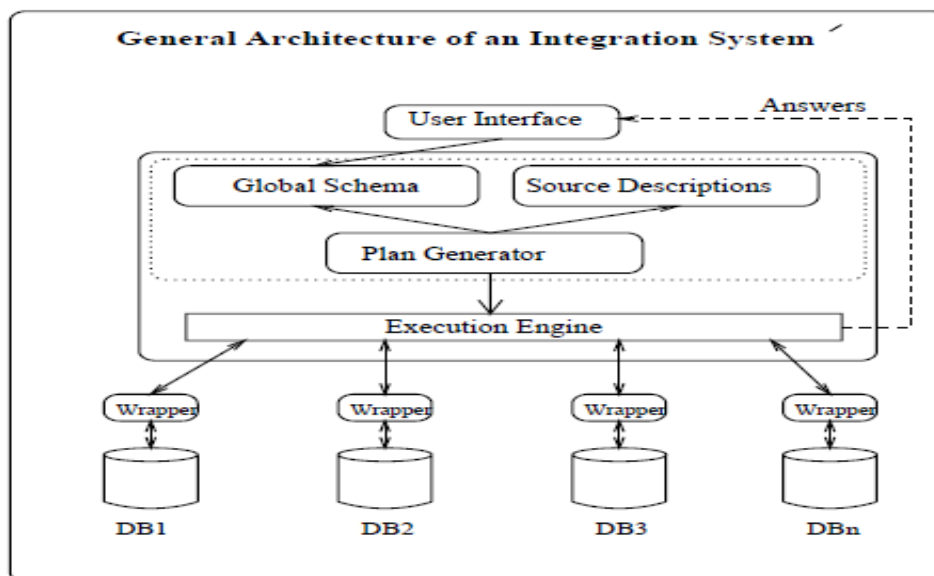 General Architecture of an Integration System
Answers
User Interface
Global Schema
Source Descriptions
Plan Generator
Execution Engine
Wrapper
Wrapper
Wrapper
Wrapper
DB1
DB2
DB3
DBn